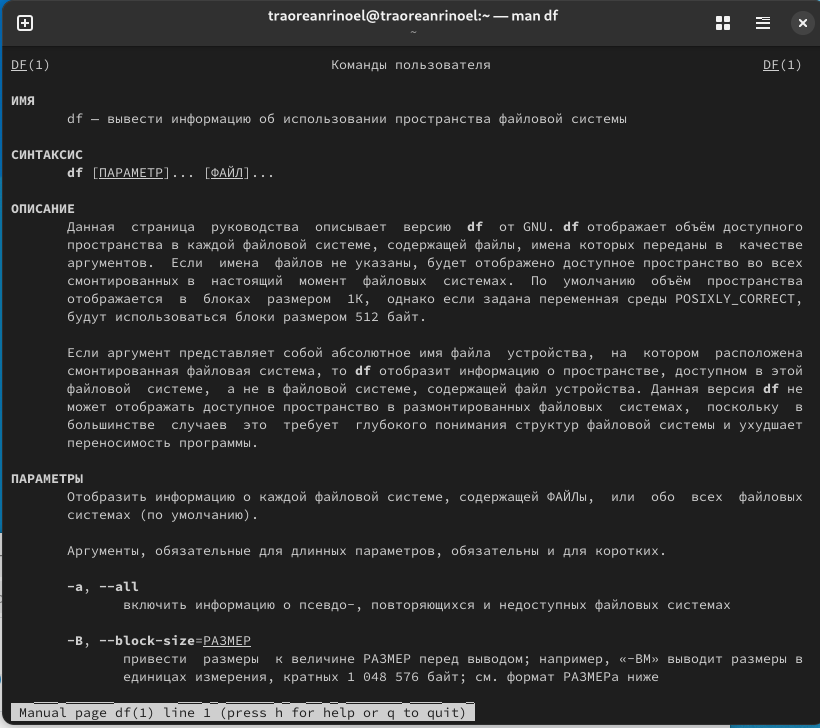 traoreanrinoel@traoreanrinoel:~ — man df
~
DF(1) Команды пользователя DF(1)
ИМЯ
df — вывести информацию об использовании пространства файловой системы
СИНТАКСИС
df [ПАРАМЕТР]... [ФАЙЛ]...
ОПИСАНИЕ
Данная страница руководства описывает версию df от GNU. df отображает объём доступного
пространства в каждой файловой системе, содержащей файлы, имена которых переданы в качестве
аргументов. Если имена файлов не указаны, будет отображено доступное пространство во всех
смонтированных в настоящий момент файловых системах. По умолчанию объём пространства
отображается в блоках размером 1K, однако если задана переменная среды POSIXLY_CORRECT,
будут использоваться блоки размером 512 байт.
Если аргумент представляет собой абсолютное имя файла устройства, на котором расположена
смонтированная файловая система, то df отобразит информацию о пространстве, доступном в этой
файловой системе, а не в файловой системе, содержащей файл устройства. Данная версия df не
может отображать доступное пространство в размонтированных файловых системах, поскольку в
большинстве случаев это требует глубокого понимания структур файловой системы и ухудшает
переносимость программы.
ПАРАМЕТРЫ
Отобразить информацию о каждой файловой системе, содержащей ФАЙЛы, или обо всех файловых
системах (по умолчанию).
Аргументы, обязательные для длинных параметров, обязательны и для коротких.
-a, --all
включить информацию о псевдо-, повторяющихся и недоступных файловых системах
-B, --block-size=РАЗМЕР
привести размеры к величине РАЗМЕР перед выводом; например, «-BM» выводит размеры в
единицах измерения, кратных 1 048 576 байт; см. формат РАЗМЕРа ниже
Manual page df(1) line 1 (press h for help or q to quit)